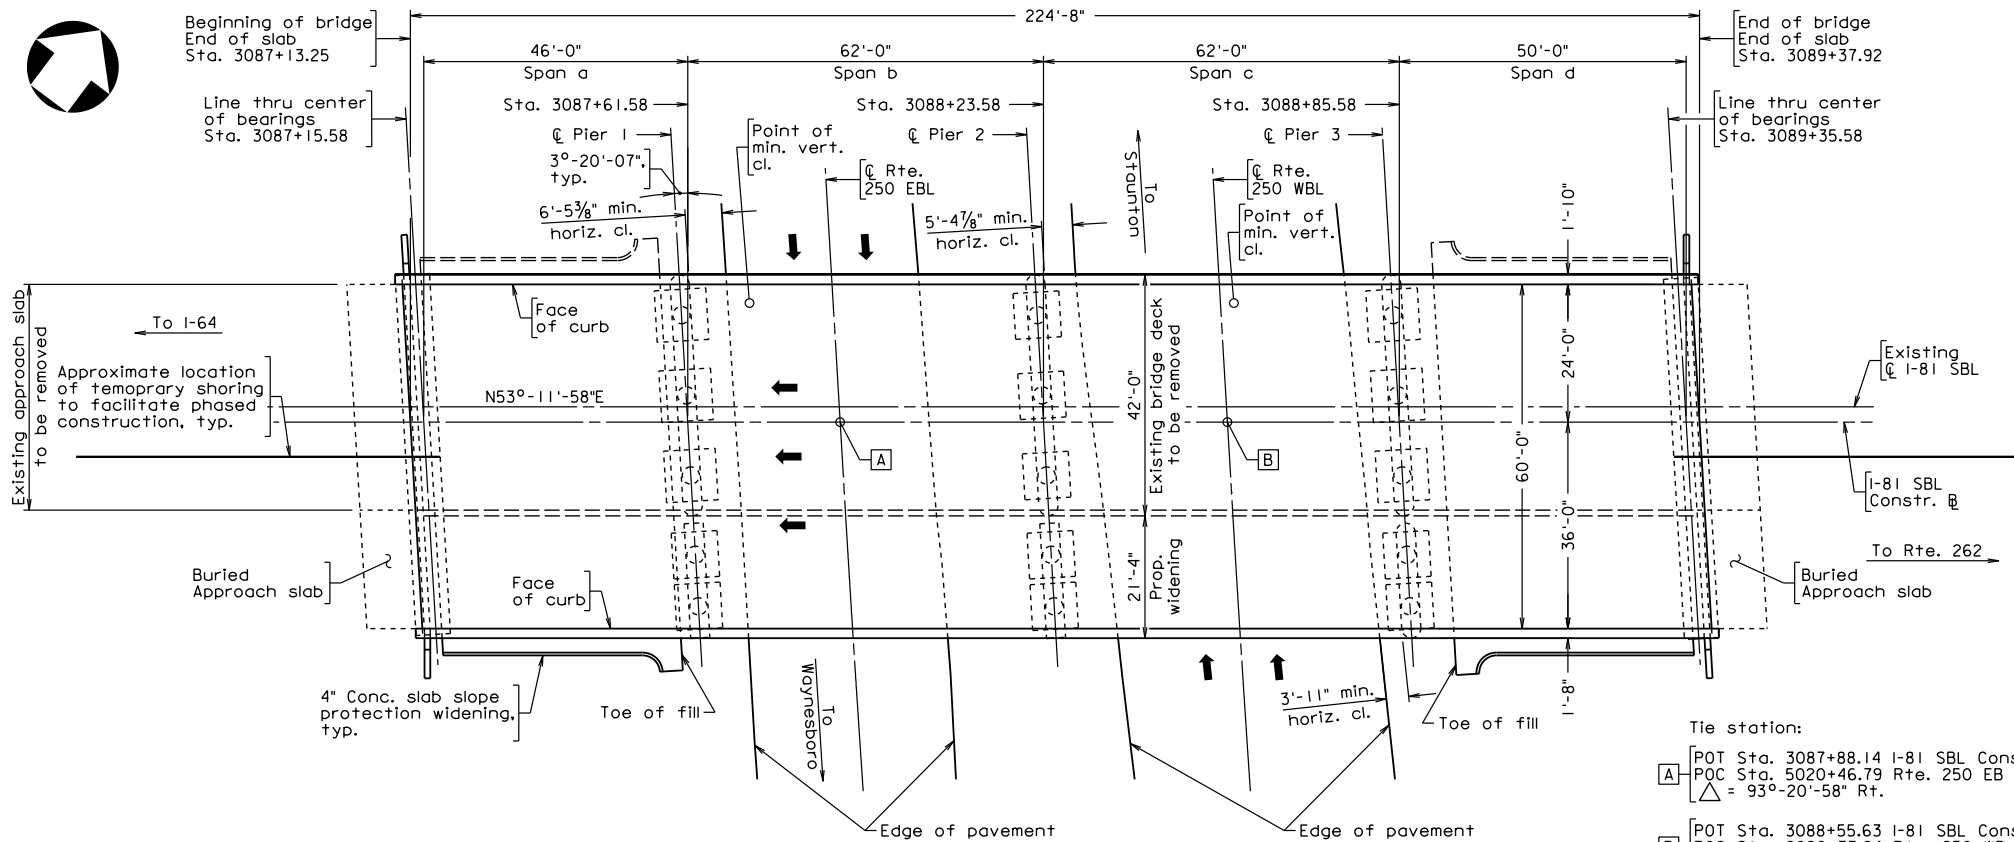 Beginning of bridge
End of slab
Sta. 3087+13.25
224'-8"
End of bridge
End of slab
Sta. 3089+37.92
46'-0"
Span a
62'-0"
Span b
62'-0"
Span c
50'-0"
Span d
Line thru center
of bearings
Sta. 3087+15.58
Sta. 3087+61.58
Sta. 3088+23.58
Sta. 3088+85.58
Line thru center
of bearings
Sta. 3089+35.58
℄ Pier 1
℄ Pier 2
℄ Pier 3
3°-20'-07",
typ.
Point of
min. vert.
cl.
℄ Rte.
250 EBL
To
Staunton
℄ Rte.
250 WBL
6'-5⅜" min.
horiz. cl.
5'-4⅞" min.
horiz. cl.
Point of
min. vert.
cl.
1'-10"
Existing approach slab
to be removed
To I-64
Face
of curb
Approximate location
of temoprary shoring
to facilitate phased
construction, typ.
N53°-11'-58"E
42'-0"
Existing bridge deck
to be removed
24'-0"
60'-0"
Existing
℄ I-81 SBL
A
B
I-81 SBL
Constr. B
36'-0"
To Rte. 262
Buried
Approach slab
Face
of curb
21'-4"
Prop.
widening
Buried
Approach slab
4" Conc. slab slope
protection widening,
typ.
Toe of fill
To
Waynesboro
3'-11" min.
horiz. cl.
Toe of fill
1'-8"
Edge of pavement
Edge of pavement
Tie station:
A
POT Sta. 3087+88.14 I-81 SBL Cons
POC Sta. 5020+46.79 Rte. 250 EB
△ = 93°-20'-58" Rt.
POT Sta. 3088+55.63 I-81 SBL Cons